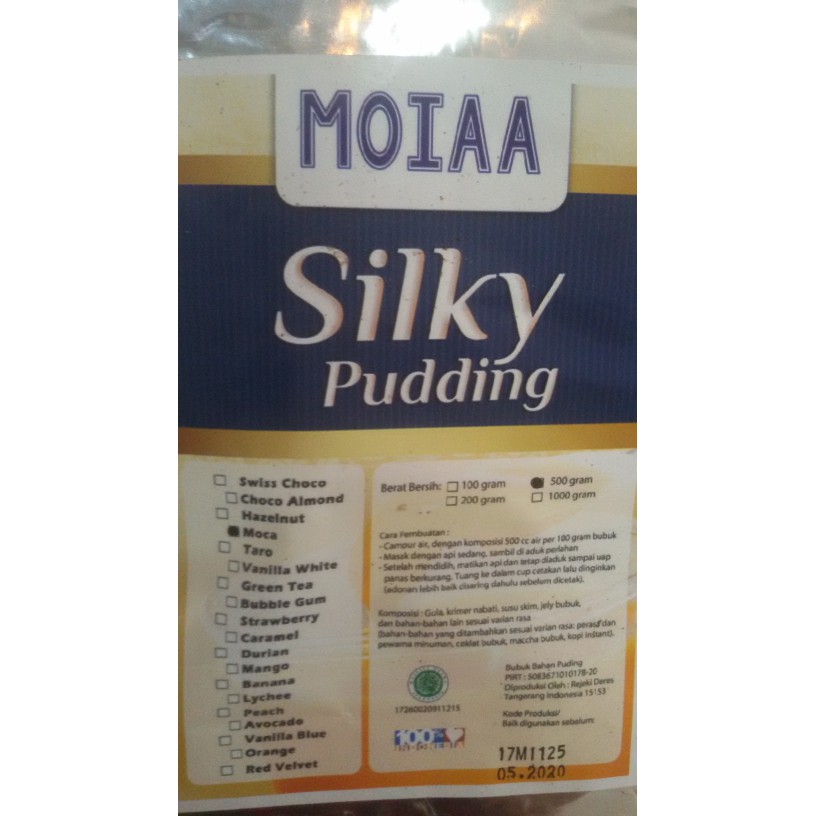 MOIAA
Silky
Pudding
Swiss Choco
Choco Almond
Hazelnut
Moca
Taro
Vanilla White
Green Tea
Bubble Gum
Strawberry
Caramel
Durian
Mango
Banana
Lychee
Peach
Avocado
Vanilla Blue
Orange
Red Velvet
Berat Bersih: 100 gram 500 gram
200 gram 1000 gram
Cara Pembuatan :
- Campur air, dengan komposisi 500 cc air per 100 gram bubuk
- Masak dengan api sedang, sambil di aduk perlahan
- Setelah mendidih, matikan api dan tetap diaduk sampai uap
panas berkurang. Tuang ke dalam cup cetakan lalu dinginkan
(adonan lebih baik disaring dahulu sebelum dicetak).
Komposisi : Gula, krimer nabati, susu skim, jely bubuk,
dan bahan-bahan lain sesuai varian rasa
(bahan-bahan yang ditambahkan sesuai varian rasa: perasa dan
pewarna minuman, coklat bubuk, maccha bubuk, kopi instant).
17260020911215
100%
Bubuk Bahan Puding
PIRT : 5083671010178-20
Diproduksi Oleh : Rejeki Deres
Tangerang Indonesia 15153
Kode Produksi/
Baik digunakan sebelum:
17M1125
05.2020